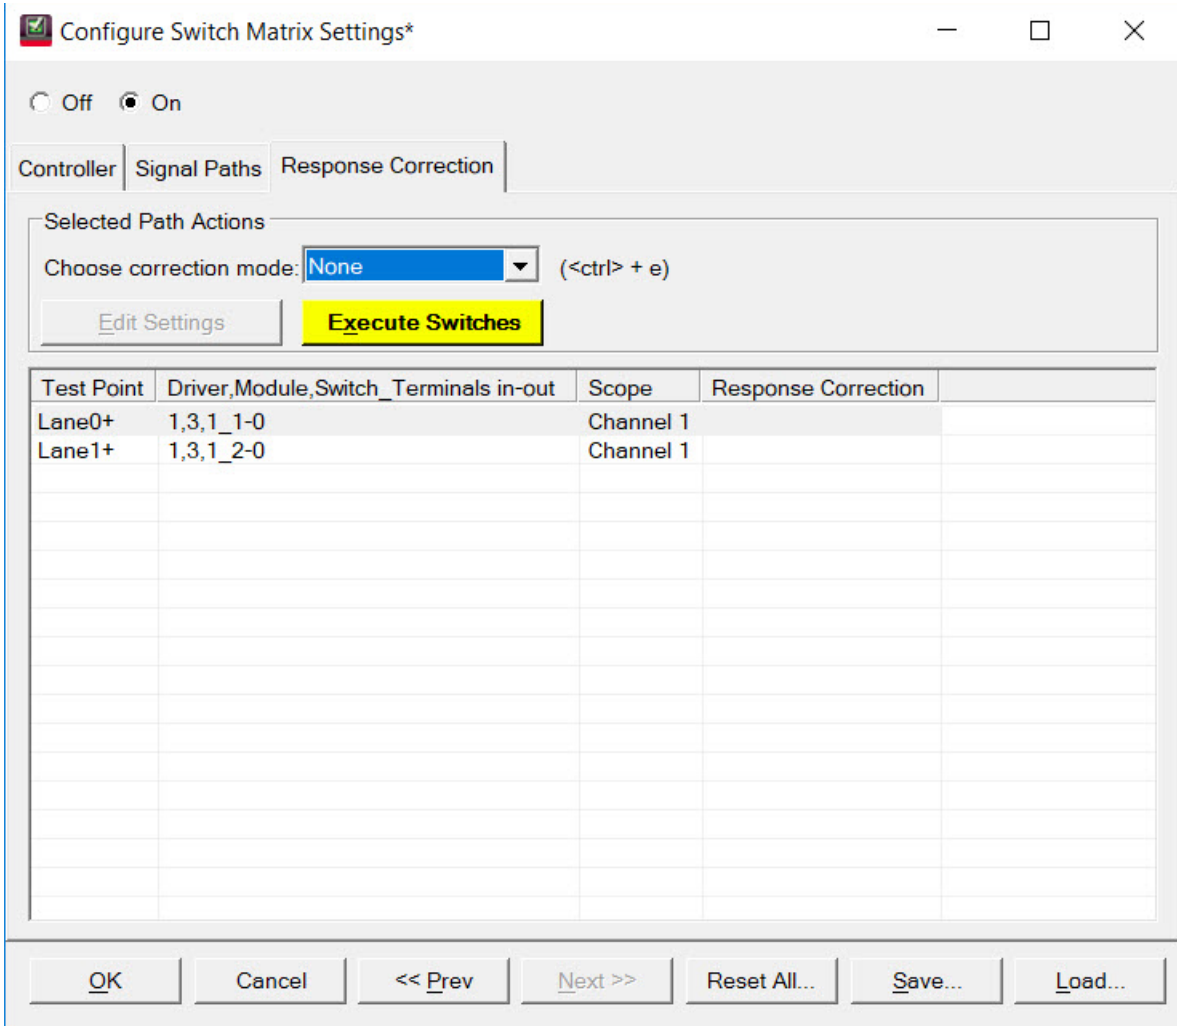 Configure Switch Matrix Settings*
Off On
Controller Signal Paths Response Correction
Selected Path Actions
Choose correction mode: None (<ctrl> + e)
Edit Settings Execute Switches
Test Point Driver,Module,Switch_Terminals in-out Scope Response Correction
Lane0+ 1,3,1_1-0 Channel 1
Lane1+ 1,3,1_2-0 Channel 1
OK Cancel << Prev Next >> Reset All... Save... Load...